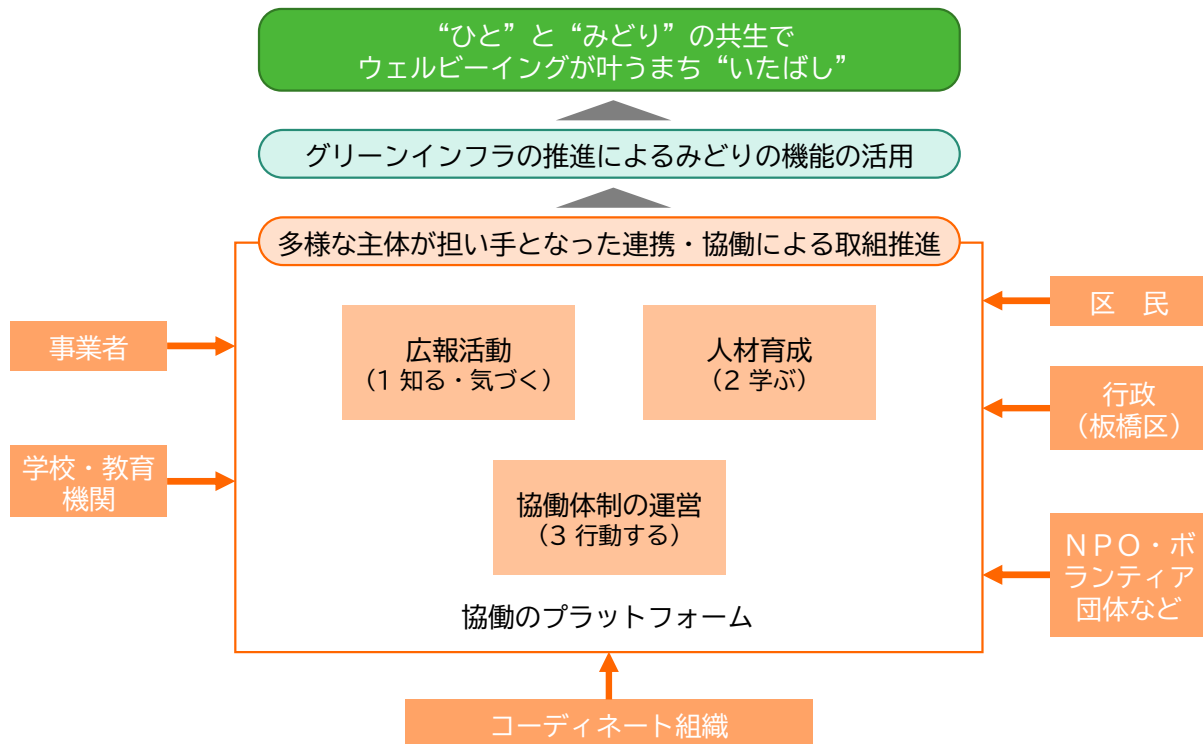 “ひと”と“みどり”の共生で
ウェルビーイングが叶うまち“いたばし”
グリーンインフラの推進によるみどりの機能の活用
多様な主体が担い手となった連携・協働による取組推進
事業者
学校・教育
機関
広報活動
（1 知る・気づく）
人材育成
（2 学ぶ）
協働体制の運営
（3 行動する）
協働のプラットフォーム
区　民
行政
（板橋区）
ＮＰＯ・ボ
ランティア
団体など
コーディネート組織